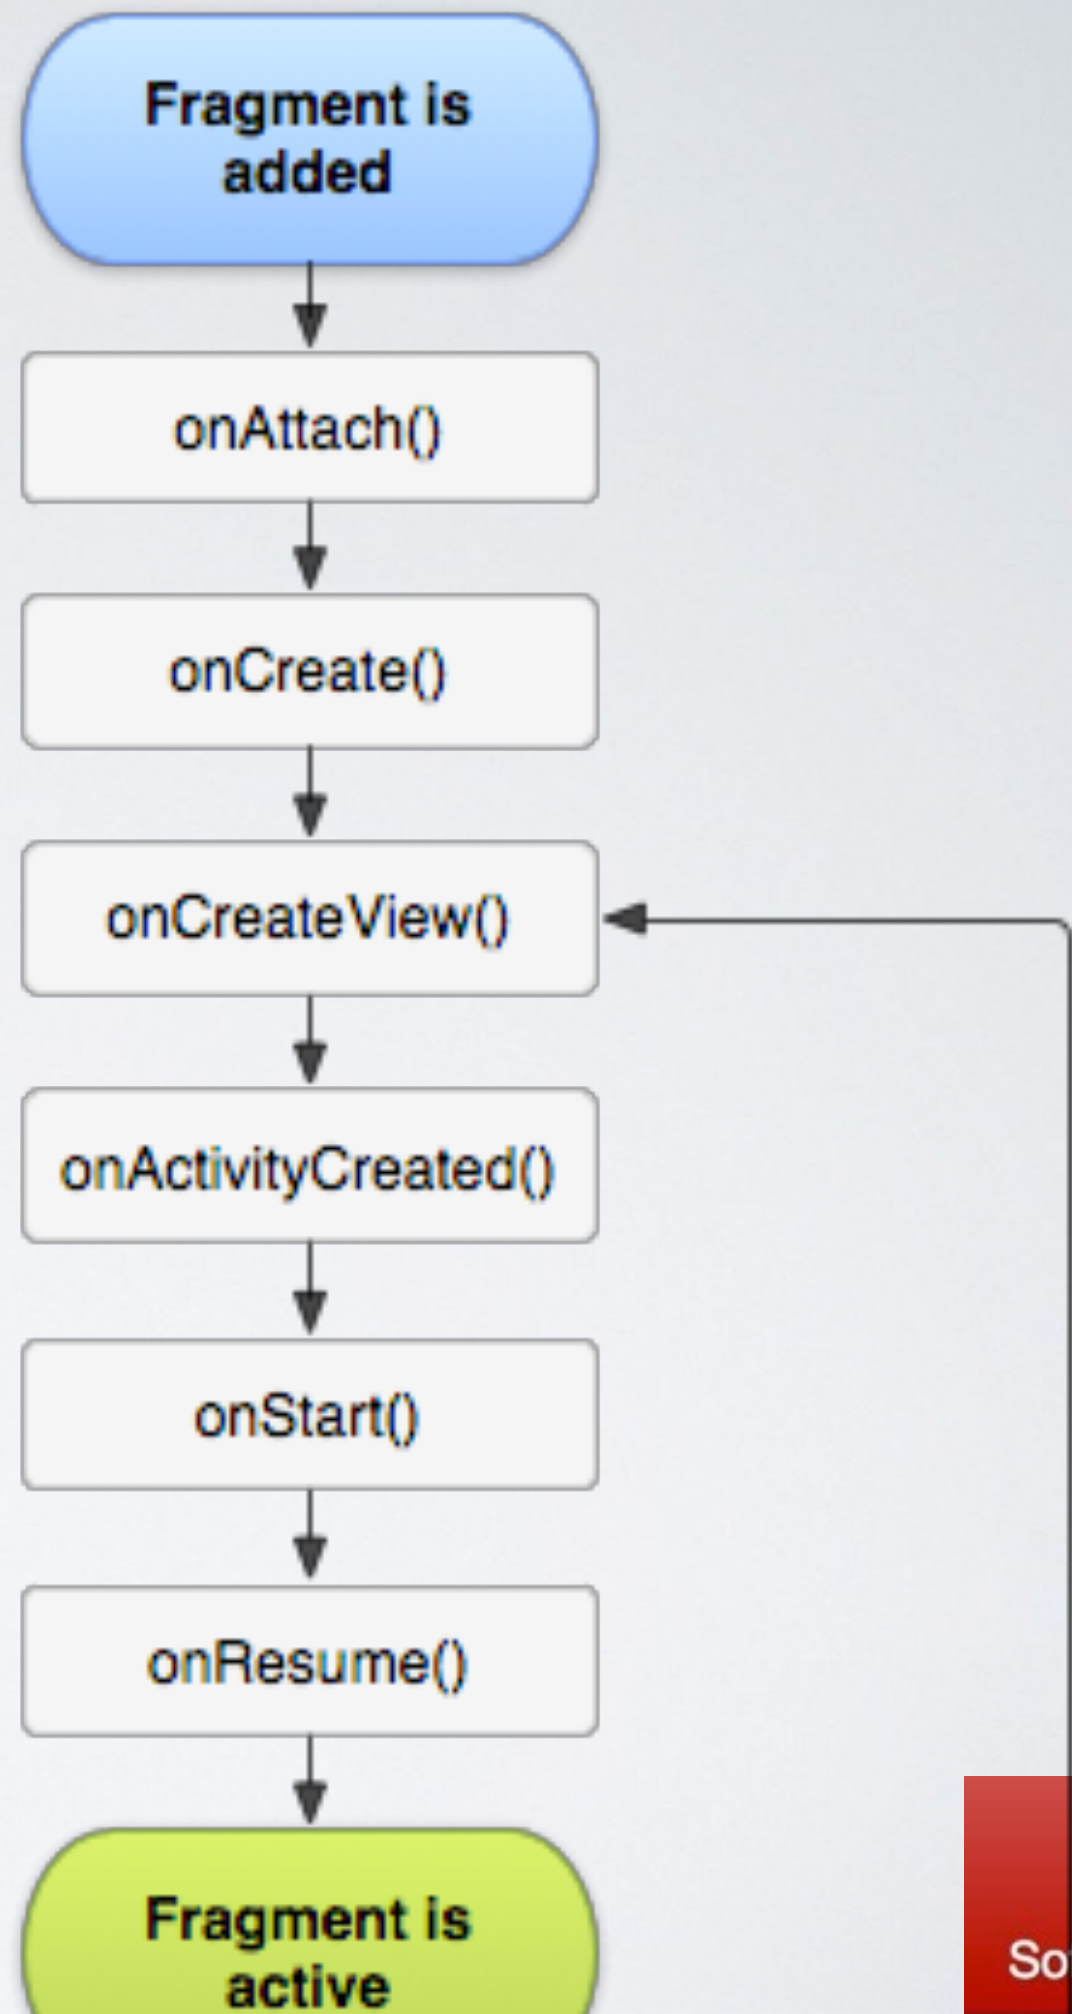 Fragment is
added
onAttach()
onCreate()
onCreateView()
onActivityCreated()
onStart()
onResume()
Fragment is
active